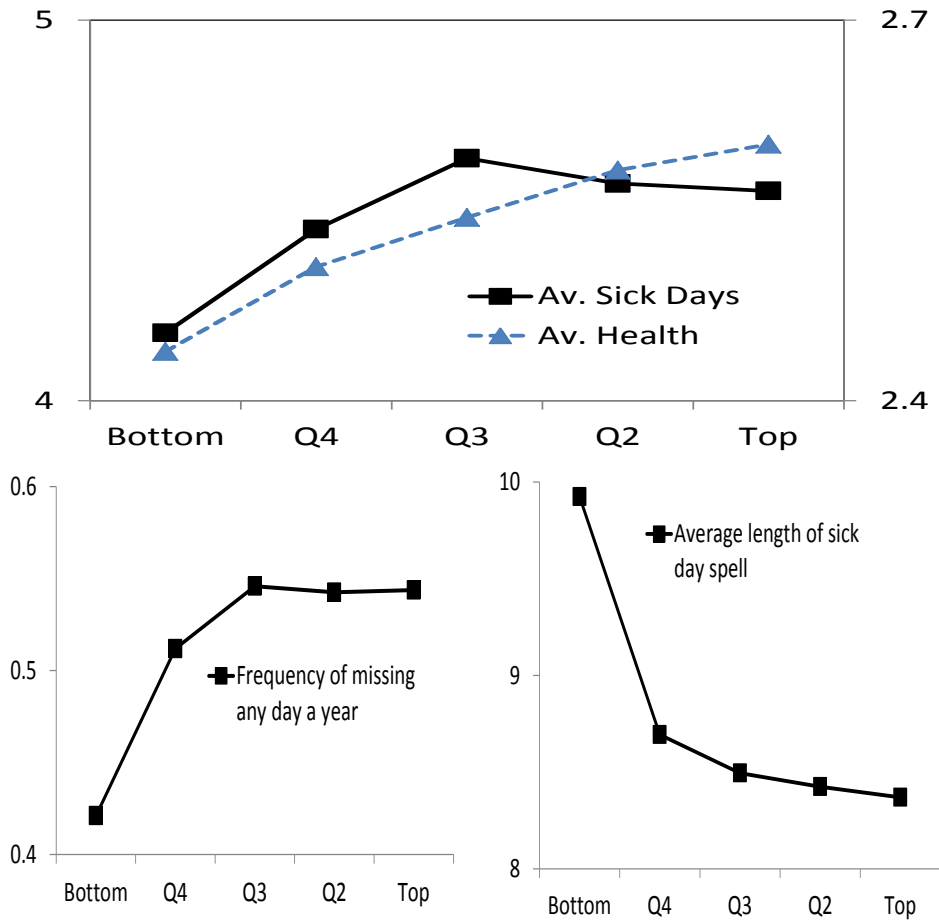 5
2.7
Av. Sick Days
Av. Health
4
2.4
Bottom Q4 Q3 Q2 Top
0.6
0.5
0.4
Frequency of missing
any day a year
Bottom Q4 Q3 Q2 Top
10
9
8
Average length of sick
day spell
Bottom Q4 Q3 Q2 Top